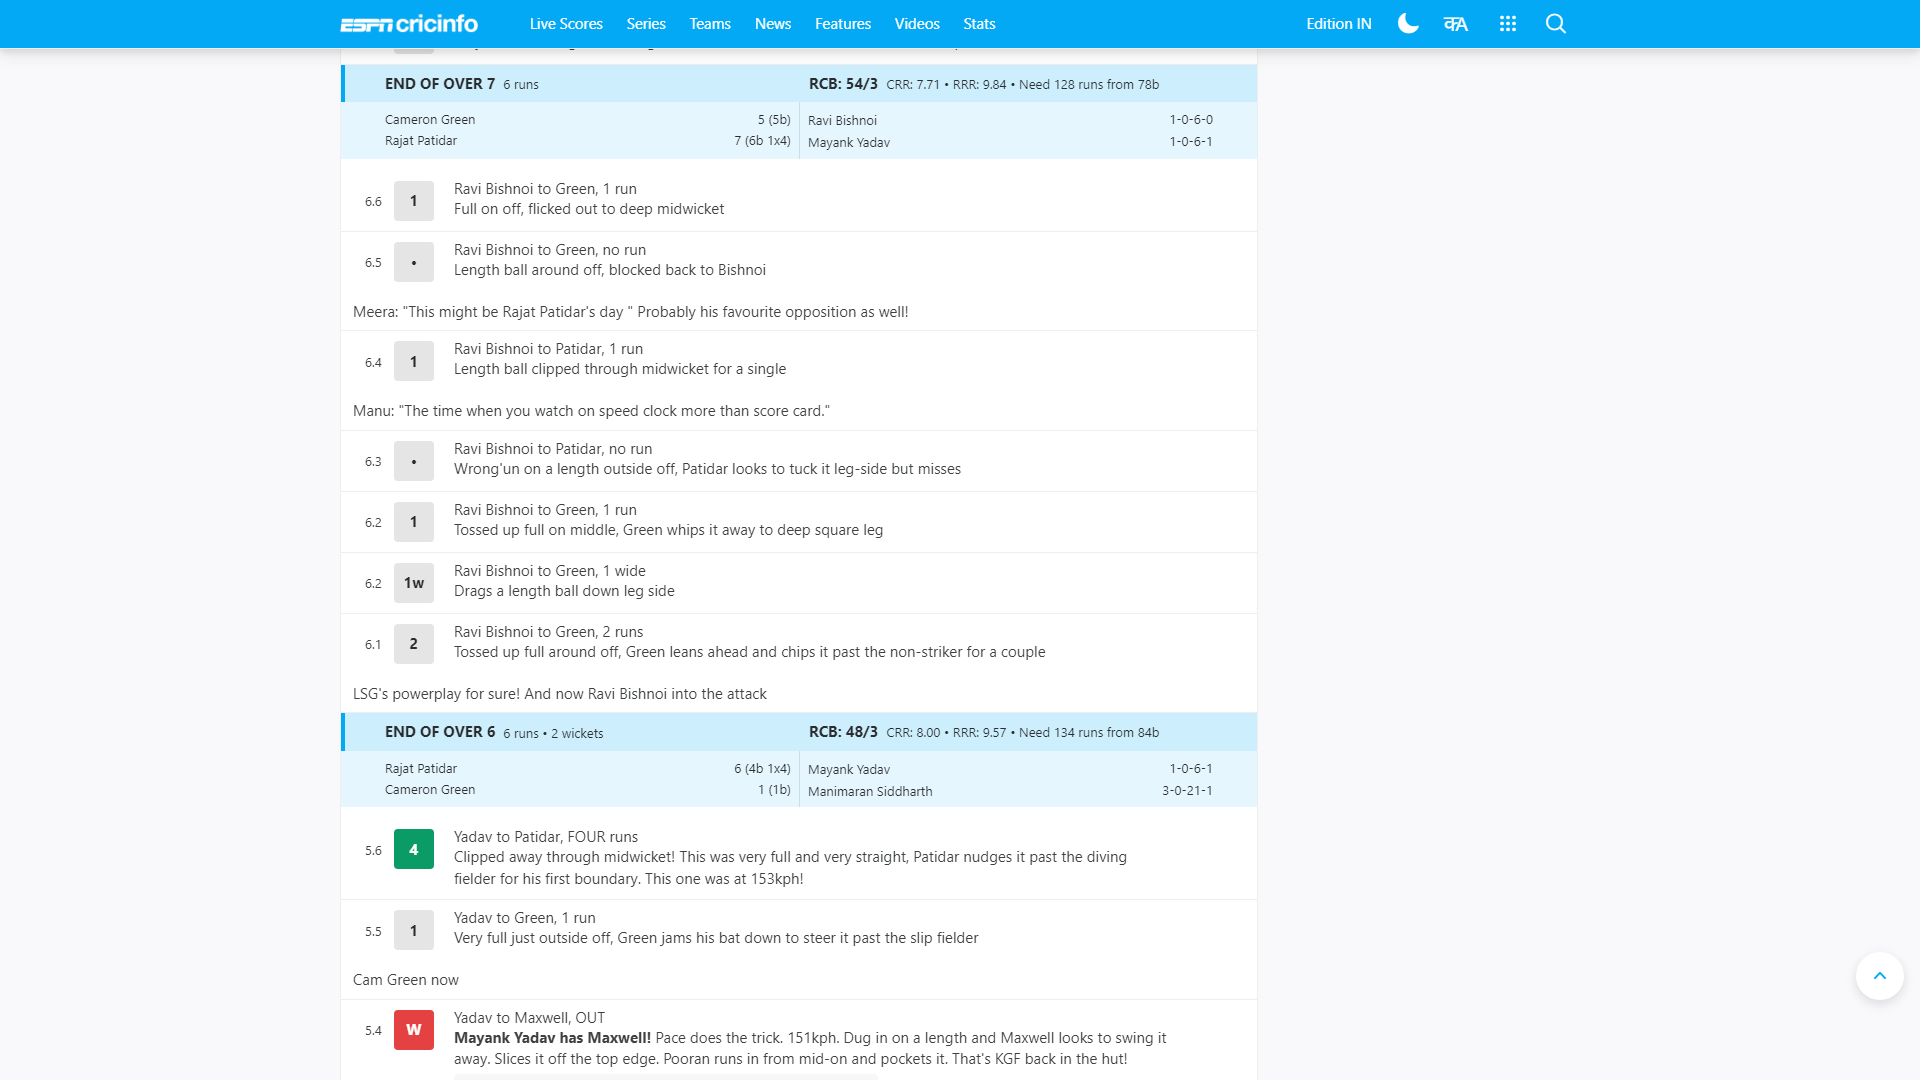 ESPN cricinfo Live Scores Series Teams News Features Videos Stats Edition IN कA
END OF OVER 7 6 runs RCB: 54/3 CRR: 7.71 • RRR: 9.84 • Need 128 runs from 78b
Cameron Green 5 (5b) Ravi Bishnoi 1-0-6-0
Rajat Patidar 7 (6b 1x4) Mayank Yadav 1-0-6-1
Ravi Bishnoi to Green, 1 run
6.6 1
Full on off, flicked out to deep midwicket
Ravi Bishnoi to Green, no run
6.5 •
Length ball around off, blocked back to Bishnoi
Meera: "This might be Rajat Patidar's day " Probably his favourite opposition as well!
Ravi Bishnoi to Patidar, 1 run
6.4 1
Length ball clipped through midwicket for a single
Manu: "The time when you watch on speed clock more than score card."
Ravi Bishnoi to Patidar, no run
6.3 •
Wrong'un on a length outside off, Patidar looks to tuck it leg-side but misses
Ravi Bishnoi to Green, 1 run
6.2 1
Tossed up full on middle, Green whips it away to deep square leg
Ravi Bishnoi to Green, 1 wide
6.2 1w
Drags a length ball down leg side
Ravi Bishnoi to Green, 2 runs
6.1 2
Tossed up full around off, Green leans ahead and chips it past the non-striker for a couple
LSG's powerplay for sure! And now Ravi Bishnoi into the attack
END OF OVER 6 6 runs • 2 wickets RCB: 48/3 CRR: 8.00 • RRR: 9.57 • Need 134 runs from 84b
Rajat Patidar 6 (4b 1x4) Mayank Yadav 1-0-6-1
Cameron Green 1 (1b) Manimaran Siddharth 3-0-21-1
Yadav to Patidar, FOUR runs
5.6 4
Clipped away through midwicket! This was very full and very straight, Patidar nudges it past the diving
fielder for his first boundary. This one was at 153kph!
Yadav to Green, 1 run
5.5 1
Very full just outside off, Green jams his bat down to steer it past the slip fielder
Cam Green now
Yadav to Maxwell, OUT
5.4 W
Mayank Yadav has Maxwell! Pace does the trick. 151kph. Dug in on a length and Maxwell looks to swing it
away. Slices it off the top edge. Pooran runs in from mid-on and pockets it. That's KGF back in the hut!